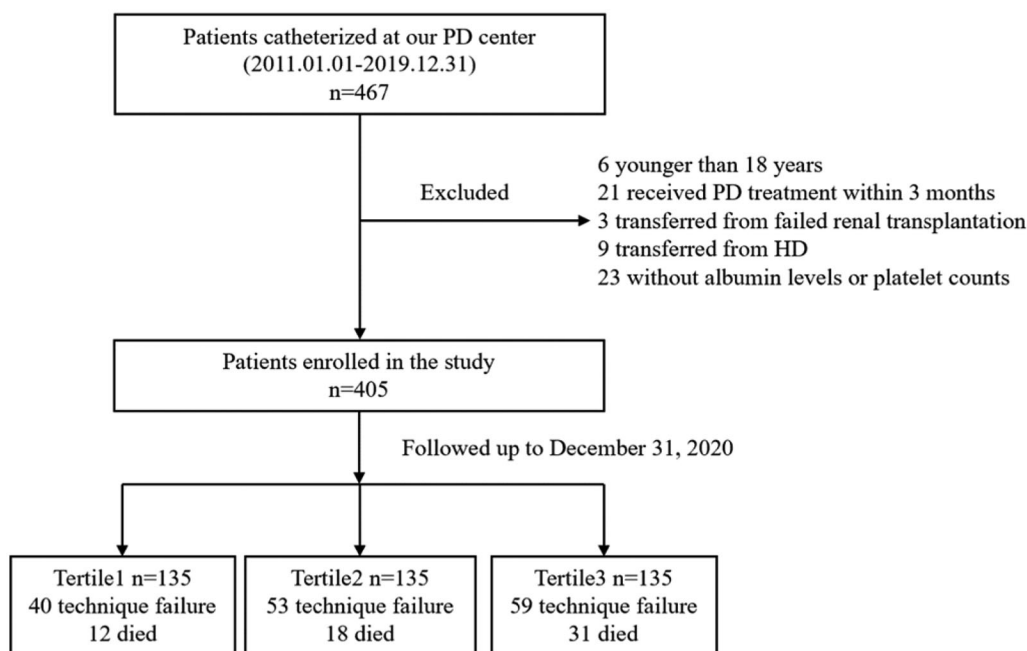 Patients catheterized at our PD center
(2011.01.01-2019.12.31)
n=467
Excluded
6 younger than 18 years
21 received PD treatment within 3 months
3 transferred from failed renal transplantation
9 transferred from HD
23 without albumin levels or platelet counts
Patients enrolled in the study
n=405
Followed up to December 31, 2020
Tertile1 n=135
40 technique failure
12 died
Tertile2 n=135
53 technique failure
18 died
Tertile3 n=135
59 technique failure
31 died